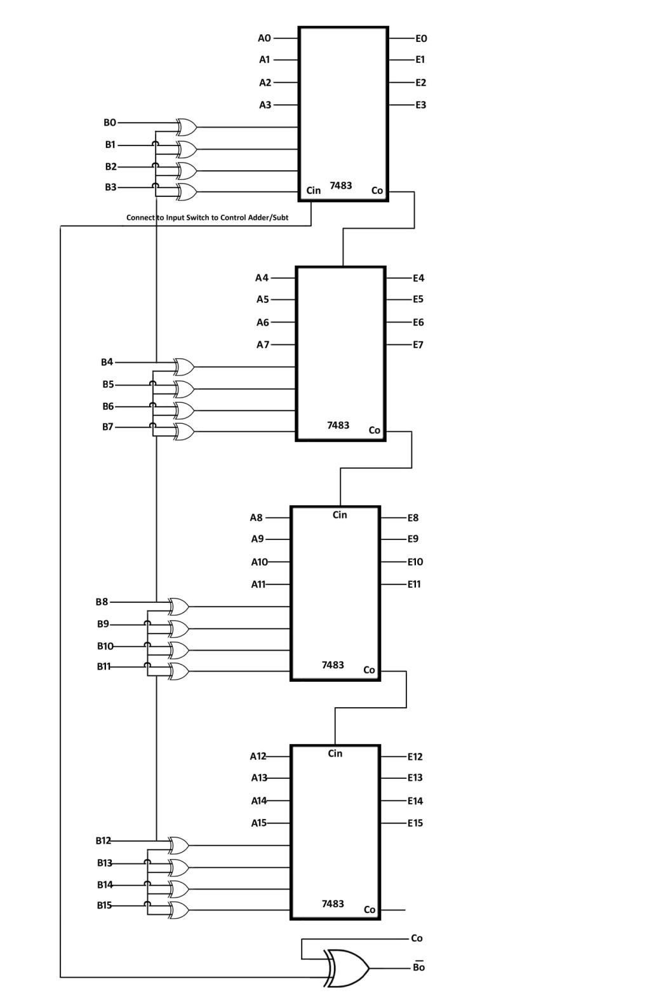 A0
E0
A1
E1
A2
E2
A3
E3
B0
B1
B2
B3
Cin
7483
Co
Connect to Input Switch to Control Adder/Subt
A4
E4
A5
E5
A6
E6
A7
E7
B4
B5
B6
B7
7483
Co
Cin
A8
E8
A9
E9
A10
E10
A11
E11
B8
B9
B10
B11
7483
Co
Cin
A12
E12
A13
E13
A14
E14
A15
E15
B12
B13
B14
B15
7483
Co
Co
B̅o